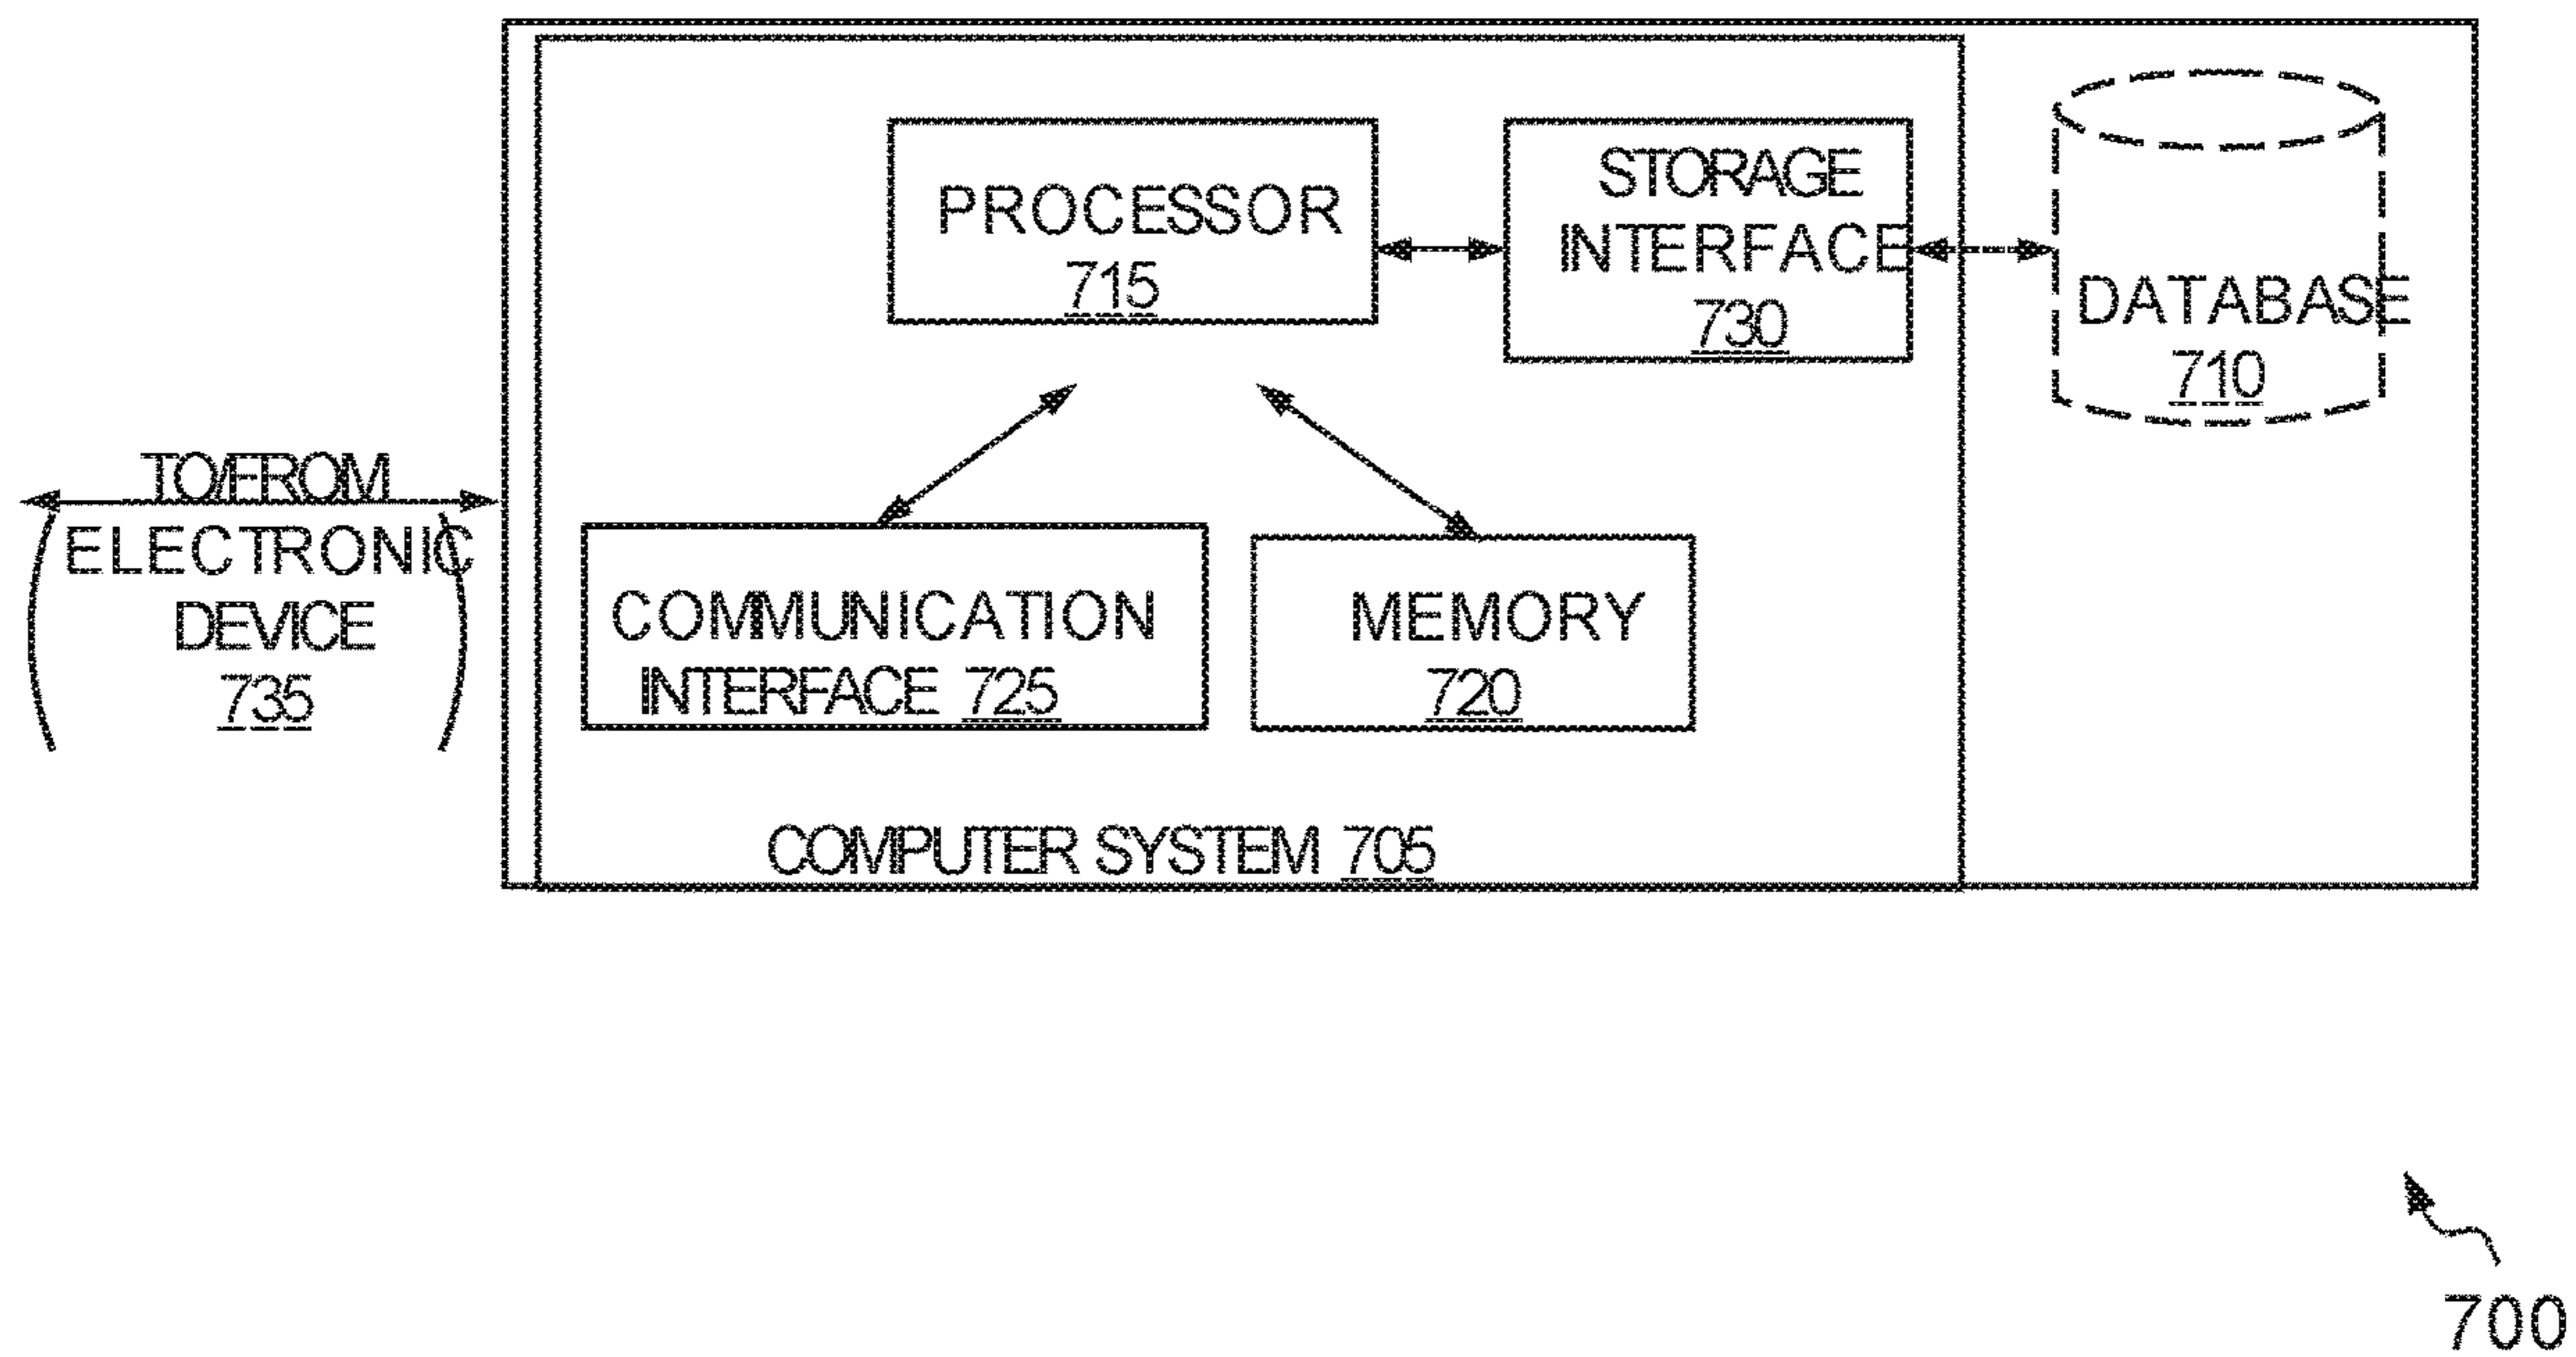 PROCESSOR
715
STORAGE
INTERFACE
730
DATABASE
710
TO/FROM
ELECTRONIC
DEVICE
735
COMMUNICATION
INTERFACE 725
MEMORY
720
COMPUTER SYSTEM 705
700